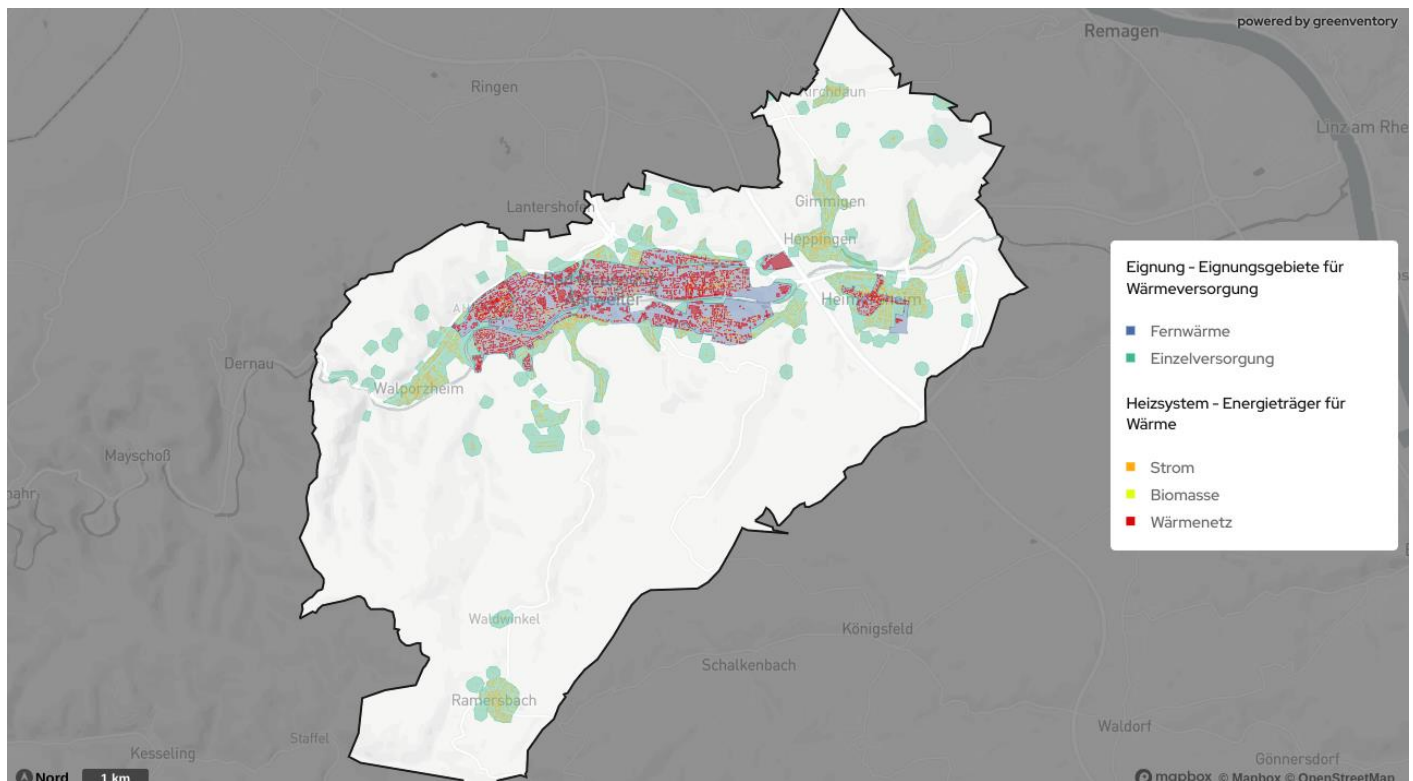 powered by greenventory
Remagen
Ringen
Kirchdaun
Linz am Rhe
Lantershofen
Gimmigen
Heppingen
Eignung - Eignungsgebiete für
Wärmeversorgung
Fernwärme
Einzelversorgung
Heizsystem - Energieträger für
Wärme
Strom
Biomasse
Wärmenetz
Dernau
Walporzheim
Mayschoß
nahr
Waldwinkel
Königsfeld
Schalkenbach
Ramersbach
Waldorf
Staffel
Kesseling
Gönnersdorf
Nord 1 km
mapbox © Mapbox © OpenStreetMap